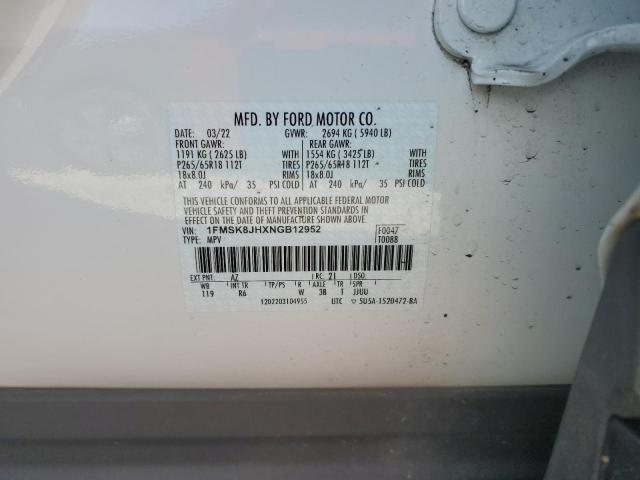 MFD. BY FORD MOTOR CO.
DATE: 03/22 GVWR: 2694 KG ( 5940 LB)
FRONT GAWR: REAR GAWR:
1191 KG ( 2625 LB) WITH 1554 KG ( 3425 LB) WITH
P265/65R18 112T TIRES P265/65R18 112T TIRES
18x8.0J RIMS 18x8.0J RIMS
AT 240 kPa/ 35 PSI COLD AT 240 kPa/ 35 PSI COLD
THIS VEHICLE CONFORMS TO ALL APPLICABLE FEDERAL MOTOR
VEHICLE SAFETY AND THEFT PREVENTION STANDARDS IN EFFECT
ON THE DATE OF MANUFACTURE SHOWN ABOVE.
VIN: 1FMSK8JHXNGB12952 F0047
TYPE: MPV T0088
EXT PNT: AZ RC: 21 DSO:
WB INT TR TP/PS R AXLE TR
119 R6 W 38 T JJUU
1202203104955 UTC 5U5A-1520472-BA